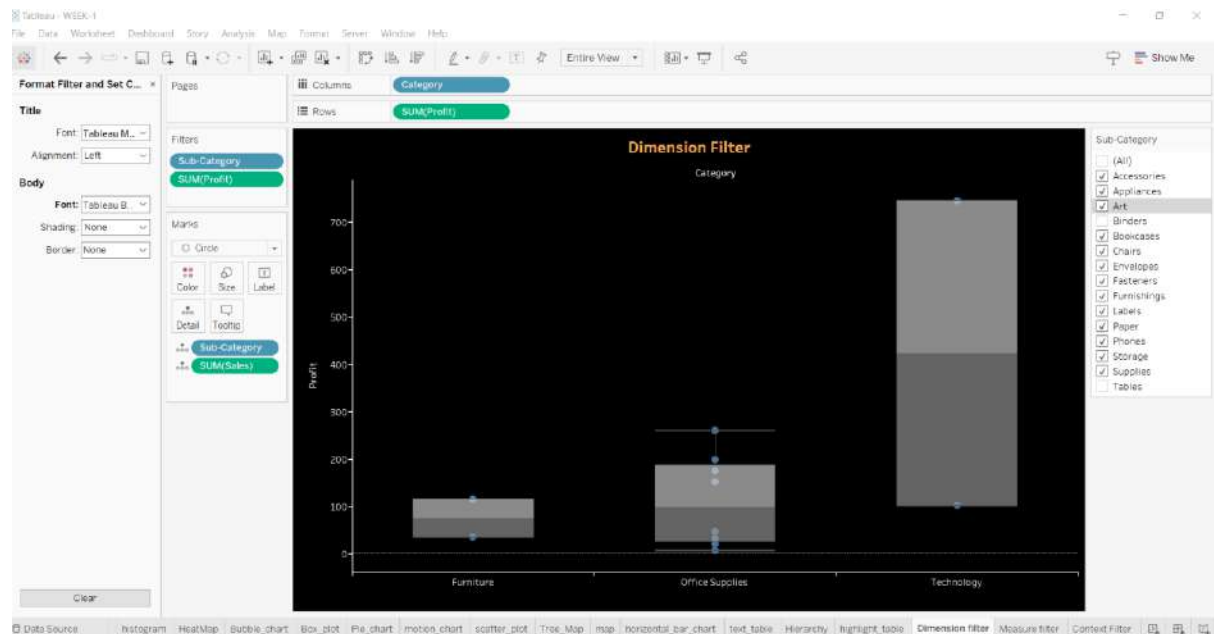 Tableau - WEEK-1
File Data Worksheet Dashboard Story Analysis Map Format Server Window Help
Entire View
Show Me
Format Filter and Set C...
Title
Font: Tableau M...
Alignment: Left
Body
Font: Tableau B...
Shading: None
Border: None
Clear
Pages
Filters
Sub-Category
SUM(Profit)
Marks
Circle
Color Size Label
Detail Tooltip
Sub-Category
SUM(Sales)
Columns Category
Rows SUM(Profit)
Dimension Filter
Category
Profit
700
600
500
400
300
200
100
0
Furniture Office Supplies Technology
Sub-Category
(All)
Accessories
Appliances
Art
Binders
Bookcases
Chairs
Envelopes
Fasteners
Furnishings
Labels
Paper
Phones
Storage
Supplies
Tables
Data Source histogram HeatMap Bubble_chart Box_plot Pie_chart motion_chart scatter_plot Tree_Map map horizontal_bar_chart text_table Hierarchy highlight_table Dimension filter Measure filter Context Filter